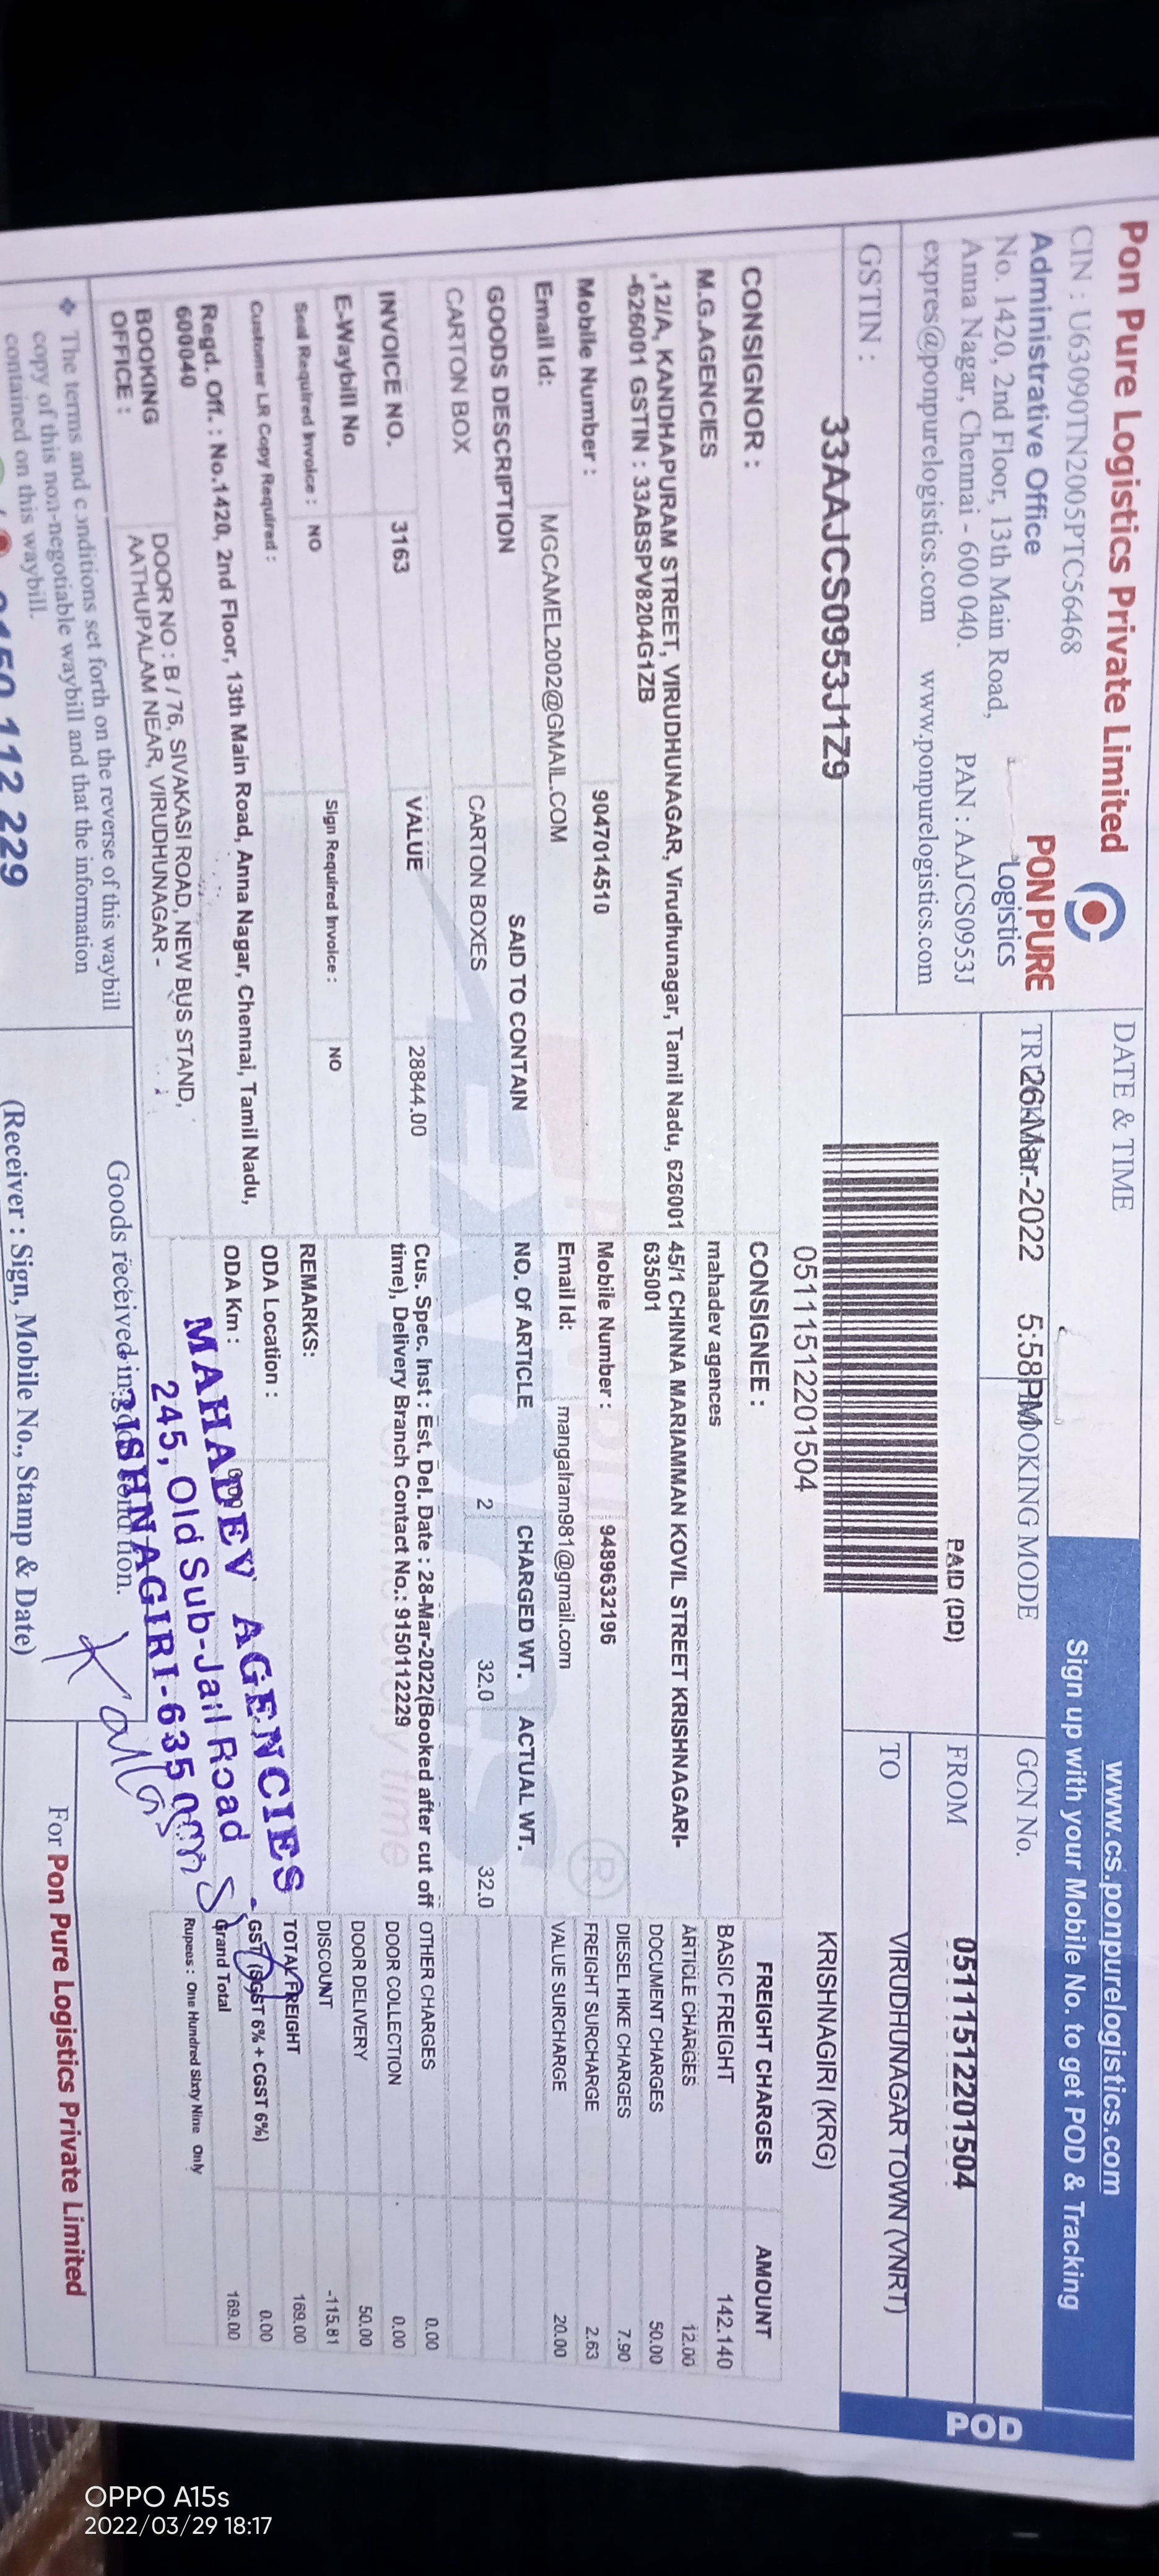 Pon Pure Logistics Private Limited
CIN : U63090TN2005PTC56468
Administrative Office
No. 1420, 2nd Floor, 13th Main Road,
Anna Nagar, Chennai - 600 040. PAN : AAJCS0953J
expres@ponpurelogistics.com www.ponpurelogistics.com
PON PURE
Logistics
GSTIN :
33AAJCS0953J1Z9
DATE & TIME
26-Mar-2022 5:58PM
BOOKING MODE
PAID (DD)
www.cs.ponpurelogistics.com
Sign up with your Mobile No. to get POD & Tracking
GCN No.
051115122201504
FROM
VIRUDHUNAGAR TOWN (VNRT)
TO
KRISHNAGIRI (KRG)
POD
051115122201504
CONSIGNOR :
M.G.AGENCIES
,12/A, KANDHAPURAM STREET, VIRUDHUNAGAR, Virudhunagar, Tamil Nadu, 626001
-626001 GSTIN : 33ABSPV8204G1ZB
Mobile Number : 9047014510
Email Id: MGCAMEL2002@GMAIL.COM
CONSIGNEE :
mahadev agences
45/1 CHINNA MARIAMMAN KOVIL STREET KRISHNAGARI-
635001
Mobile Number : 9489632196
Email Id: mangalram981@gmail.com
GOODS DESCRIPTION SAID TO CONTAIN NO. Of ARTICLE CHARGED WT. ACTUAL WT.
CARTON BOX CARTON BOXES 2 32.0 32.0
INVOICE NO. 3163 VALUE 28844.00
E-Waybill No
Seal Required Invoice : NO Sign Required Invoice : NO
Customer LR Copy Required :
Cus. Spec. Inst : Est. Del. Date : 28-Mar-2022(Booked after cut off
time), Delivery Branch Contact No.: 9150112229
REMARKS:
ODA Location :
ODA Km :
Regd. Off. : No.1420, 2nd Floor, 13th Main Road, Anna Nagar, Chennai, Tamil Nadu,
600040
BOOKING
OFFICE :
DOOR NO : B / 76, SIVAKASI ROAD, NEW BUS STAND,
AATHUPALAM NEAR, VIRUDHUNAGAR -
FREIGHT CHARGES AMOUNT
BASIC FREIGHT 142.140
ARTICLE CHARGES 12.00
DOCUMENT CHARGES 50.00
DIESEL HIKE CHARGES 7.90
FREIGHT SURCHARGE 2.63
VALUE SURCHARGE 20.00
OTHER CHARGES 0.00
DOOR COLLECTION 0.00
DOOR DELIVERY 50.00
DISCOUNT -115.81
TOTAL FREIGHT 169.00
GST (SGST 6% + CGST 6%) 0.00
Grand Total 169.00
Rupees : One Hundred Sixty Nine Only
MAHADEV AGENCIES
245, Old Sub-Jail Road
❖ The terms and conditions set forth on the reverse of this waybill
copy of this non-negotiable waybill and that the information
contained on this waybill.
112 229
Goods received in good condition.
(Receiver : Sign, Mobile No., Stamp & Date)
For Pon Pure Logistics Private Limited
OPPO A15s
2022/03/29 18:17